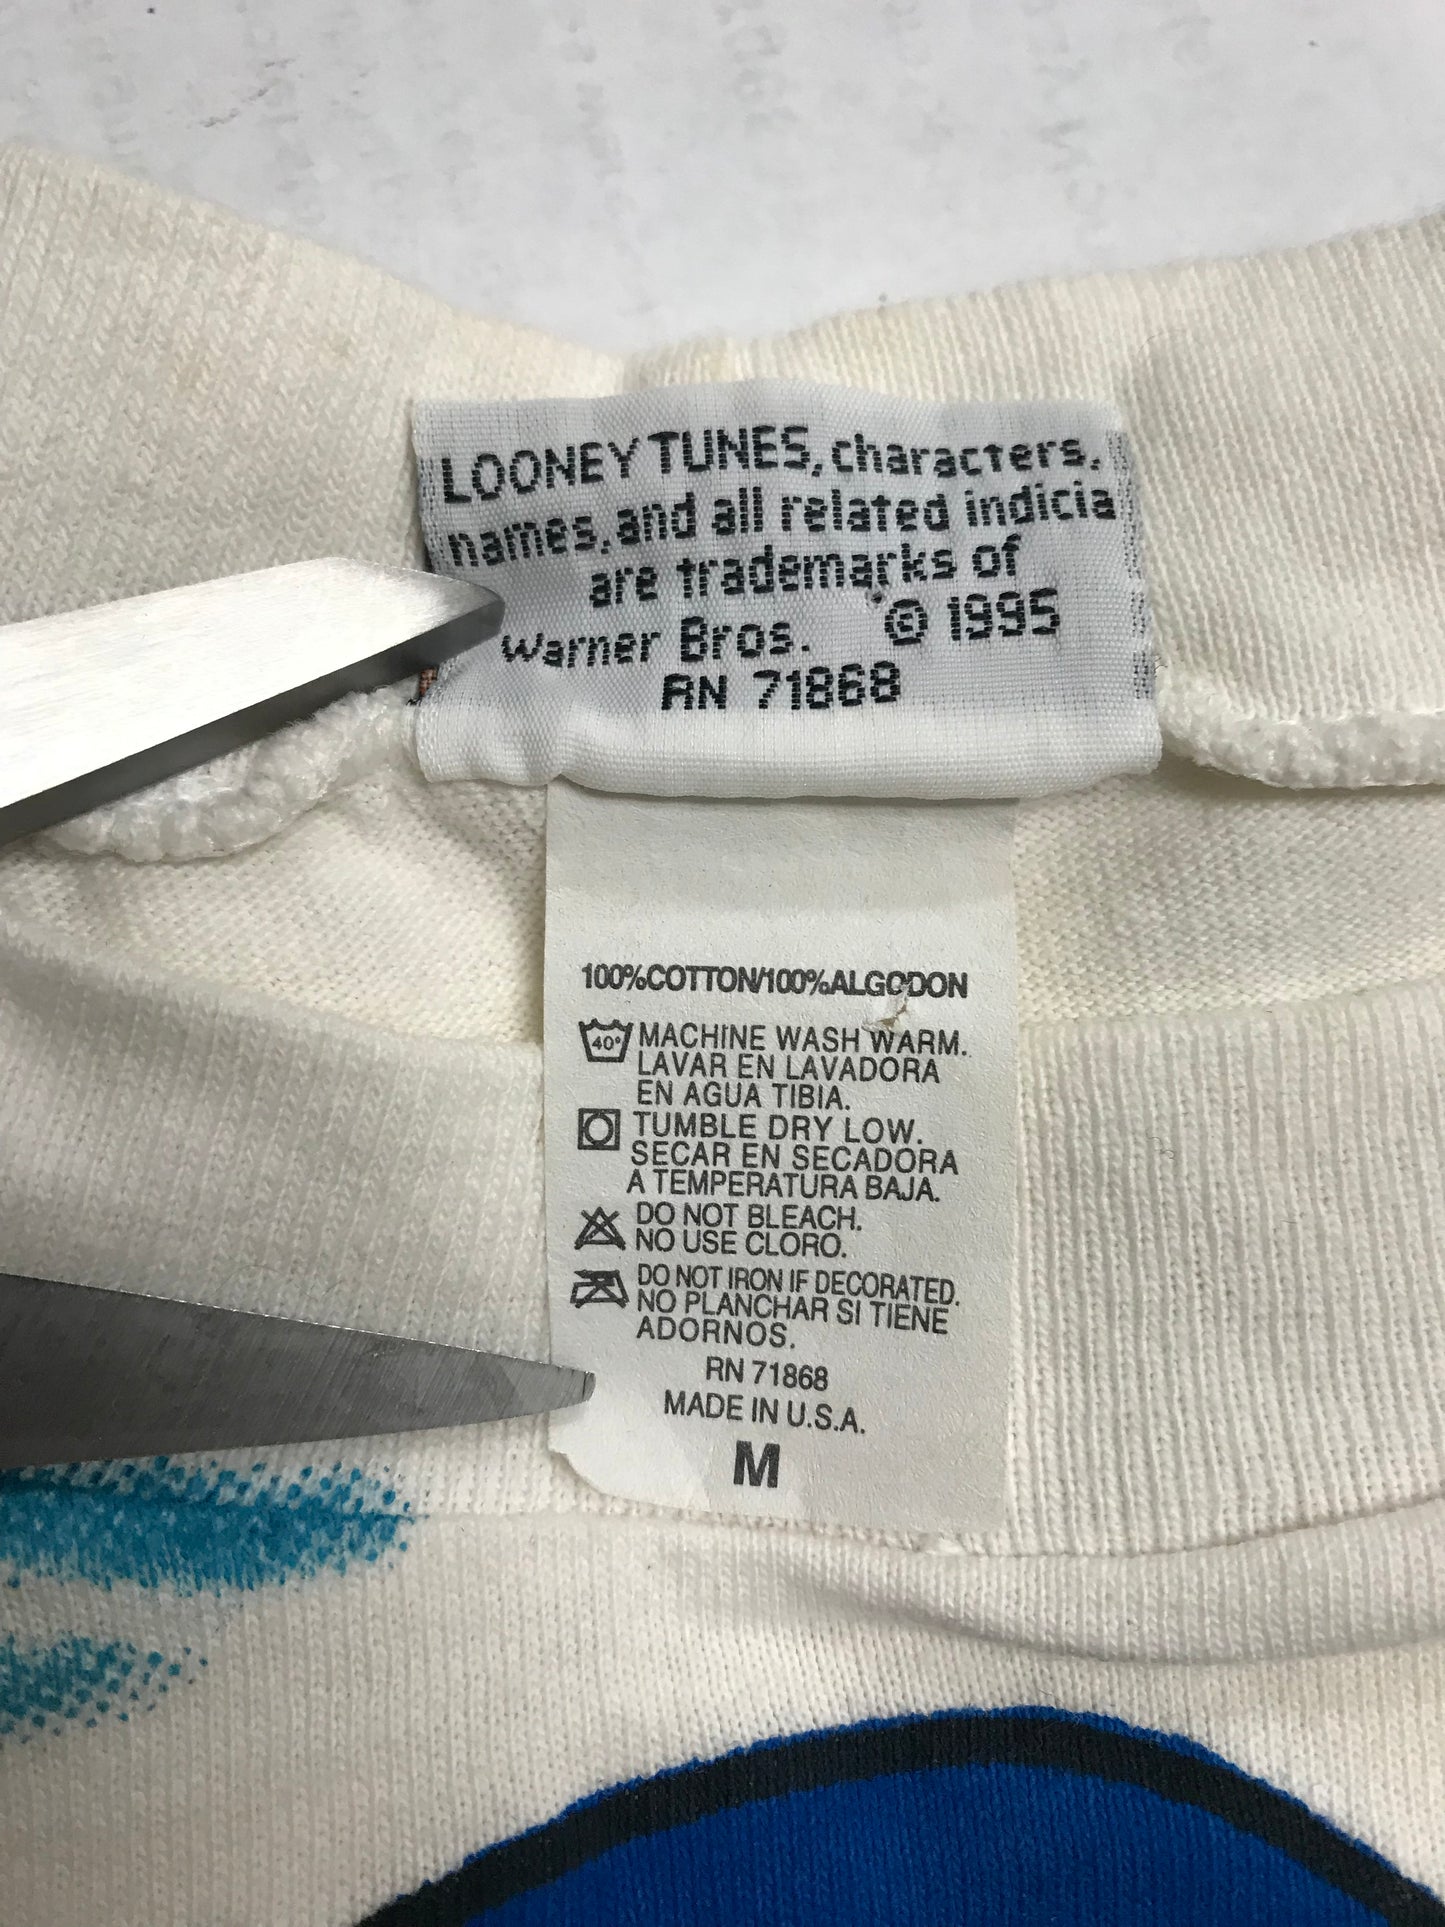 LOONEY TUNES, characters,
names, and all related indicia
are trademarks of
Warner Bros. © 1995
RN 71868
100%COTTON/100%ALGODON
40° MACHINE WASH WARM.
LAVAR EN LAVADORA
EN AGUA TIBIA.
TUMBLE DRY LOW.
SECAR EN SECADORA
A TEMPERATURA BAJA.
DO NOT BLEACH.
NO USE CLORO.
DO NOT IRON IF DECORATED.
NO PLANCHAR SI TIENE
ADORNOS.
RN 71868
MADE IN U.S.A.
M